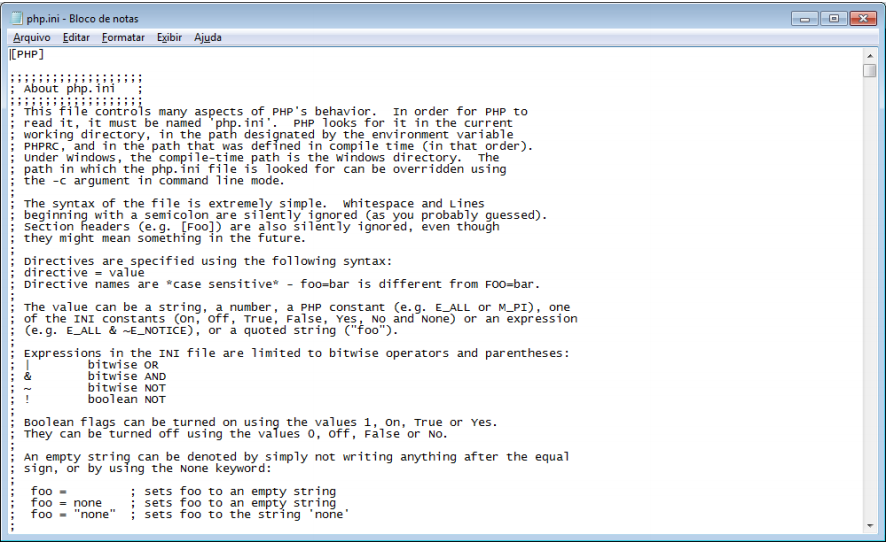 php.ini - Bloco de notas
Arquivo Editar Formatar Exibir Ajuda
[PHP]
;;;;;;;;;;;;;;;;;;;
; About php.ini   ;
;;;;;;;;;;;;;;;;;;;
; This file controls many aspects of PHP's behavior.  In order for PHP to
; read it, it must be named 'php.ini'.  PHP looks for it in the current
; working directory, in the path designated by the environment variable
; PHPRC, and in the path that was defined in compile time (in that order).
; Under Windows, the compile-time path is the Windows directory.  The
; path in which the php.ini file is looked for can be overridden using
; the -c argument in command line mode.
;
; The syntax of the file is extremely simple.  Whitespace and Lines
; beginning with a semicolon are silently ignored (as you probably guessed).
; Section headers (e.g. [Foo]) are also silently ignored, even though
; they might mean something in the future.
;
; Directives are specified using the following syntax:
; directive = value
; Directive names are *case sensitive* - foo=bar is different from FOO=bar.
;
; The value can be a string, a number, a PHP constant (e.g. E_ALL or M_PI), one
; of the INI constants (On, Off, True, False, Yes, No and None) or an expression
; (e.g. E_ALL & ~E_NOTICE), or a quoted string ("foo").
;
; Expressions in the INI file are limited to bitwise operators and parentheses:
; |        bitwise OR
; &        bitwise AND
; ~        bitwise NOT
; !        boolean NOT
;
; Boolean flags can be turned on using the values 1, On, True or Yes.
; They can be turned off using the values 0, Off, False or No.
;
; An empty string can be denoted by simply not writing anything after the equal
; sign, or by using the None keyword:
;
;  foo =         ; sets foo to an empty string
;  foo = none    ; sets foo to an empty string
;  foo = "none"  ; sets foo to the string 'none'
;